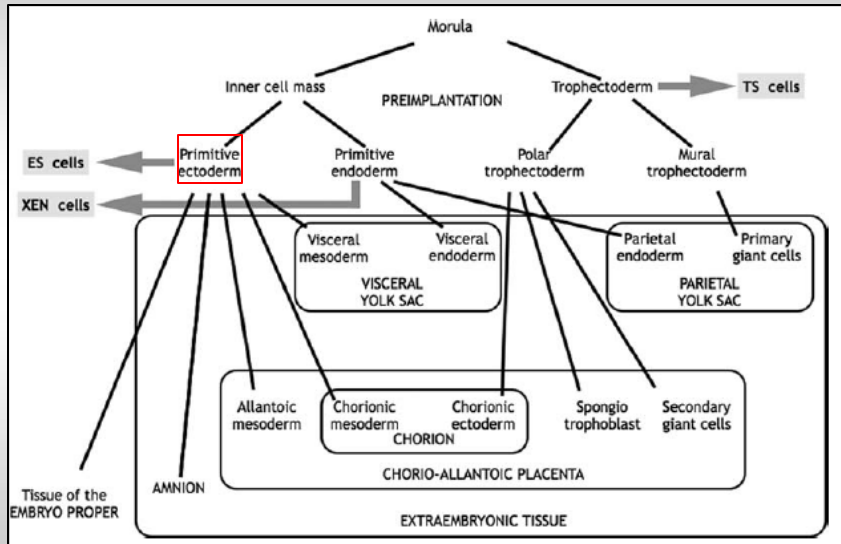 Morula
Inner cell mass
Trophectoderm
TS cells
PREIMPLANTATION
ES cells
Primitive
ectoderm
Primitive
endoderm
Polar
trophectoderm
Mural
trophectoderm
XEN cells
Visceral
mesoderm
Visceral
endoderm
VISCERAL
YOLK SAC
Parietal
endoderm
Primary
giant cells
PARIETAL
YOLK SAC
Allantoic
mesoderm
Chorionic
mesoderm
Chorionic
ectoderm
CHORION
Spongio
trophoblast
Secondary
giant cells
CHORIO-ALLANTOIC PLACENTA
Tissue of the
EMBRYO PROPER
AMNION
EXTRAEMBRYONIC TISSUE